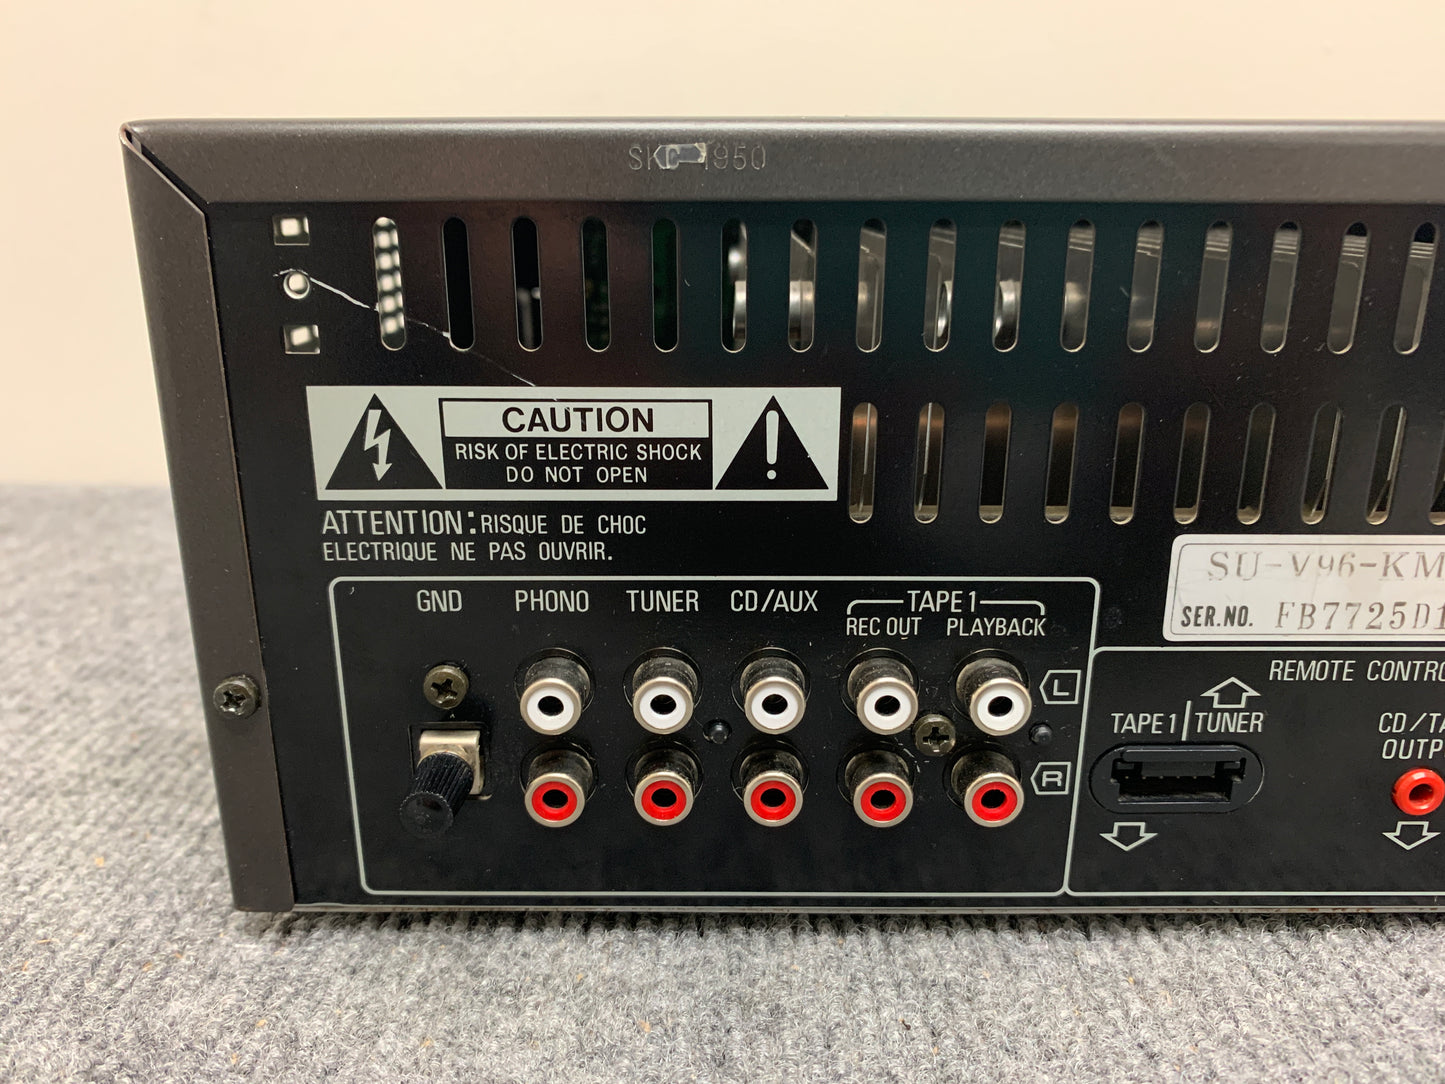 1950
CAUTION
RISK OF ELECTRIC SHOCK
DO NOT OPEN
ATTENTION: RISQUE DE CHOC
ELECTRIQUE NE PAS OUVRIR.
SU-V96-KM
SER.NO. FB7725D1
GND PHONO TUNER CD/AUX TAPE 1
REC OUT PLAYBACK
L
R
REMOTE CONTRO
TAPE 1 TUNER
CD/TA
OUTP